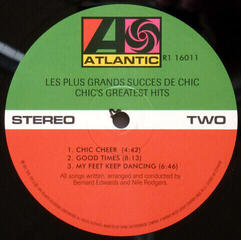 ATLANTIC
R1 16011
LES PLUS GRANDS SUCCES DE CHIC
CHIC'S GREATEST HITS
STEREO TWO
1. CHIC CHEER (4:42)
2. GOOD TIMES (8:13)
3. MY FEET KEEP DANCING (6:46)
All songs written, arranged and conducted by
Bernard Edwards and Nile Rodgers.